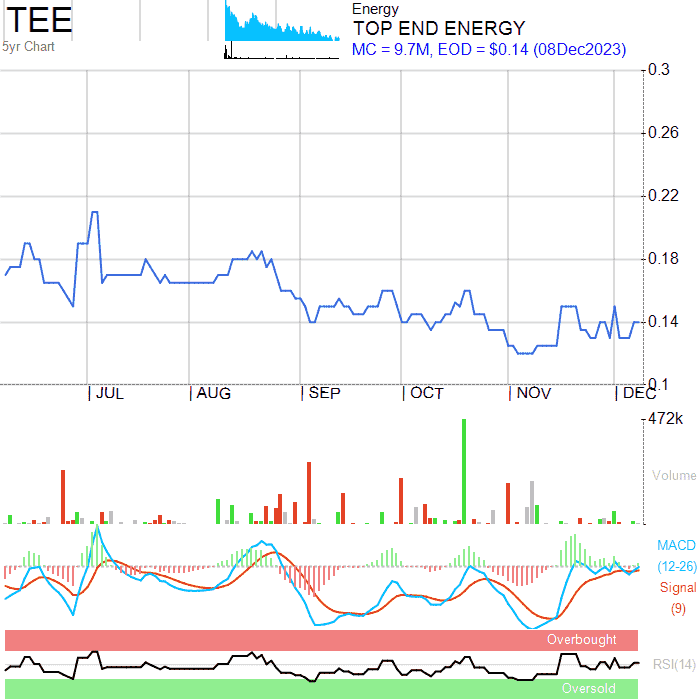 TEE
5yr Chart
Energy
TOP END ENERGY
MC = 9.7M, EOD = $0.14 (08Dec2023)
0.3
0.26
0.22
0.18
0.14
0.1
JUL AUG SEP OCT NOV DEC
472k
Volume
MACD
(12-26)
Signal
(9)
Overbought
RSI(14)
Oversold